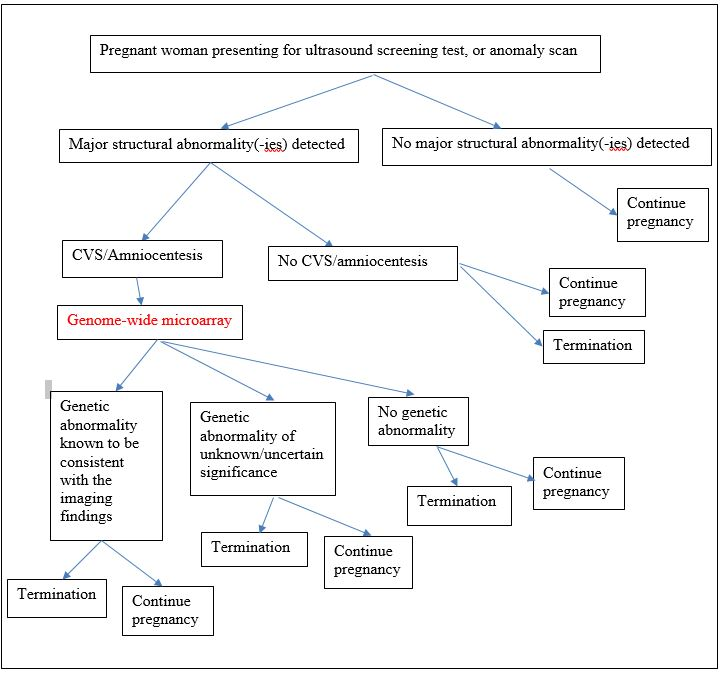 Pregnant woman presenting for ultrasound screening test, or anomaly scan
Major structural abnormality(-ies) detected
No major structural abnormality(-ies) detected
Continue
pregnancy
CVS/Amniocentesis
No CVS/amniocentesis
Continue
pregnancy
Termination
Genome-wide microarray
Genetic
abnormality
known to be
consistent
with the
imaging
findings
Genetic
abnormality of
unknown/uncertain
significance
No genetic
abnormality
Continue
pregnancy
Termination
Termination
Continue
pregnancy
Termination
Continue
pregnancy